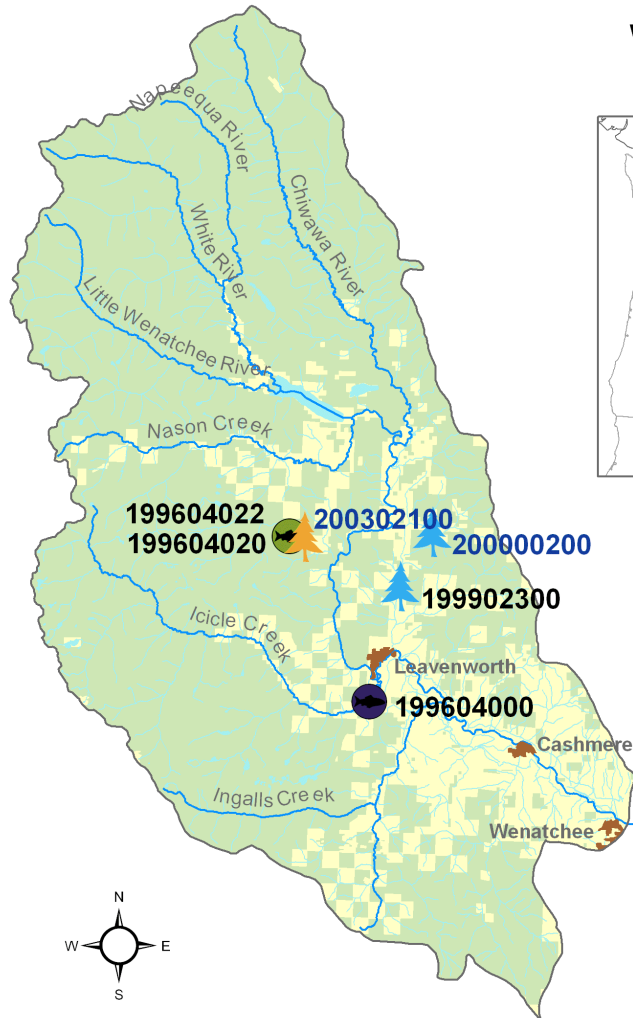 Napeequa River
Chiwawa River
White River
Little Wenatchee River
Nason Creek
199604022
199604020
200302100
200000200
199902300
Icicle Creek
Leavenworth
199604000
Cashmere
Ingalls Creek
Wenatchee
N
W
E
S